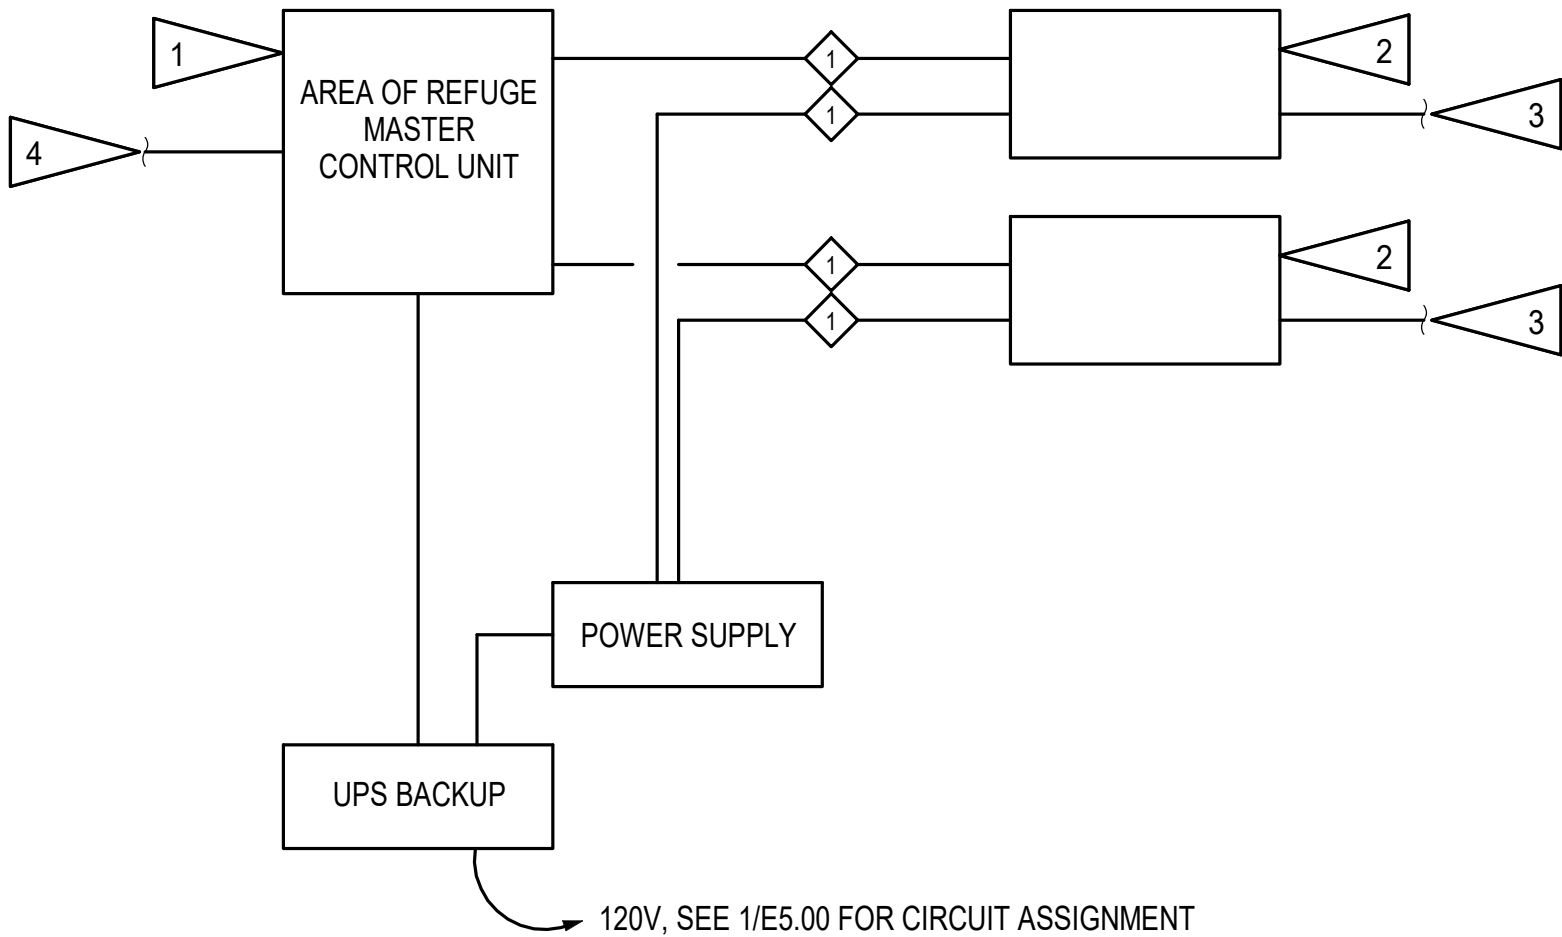 1
AREA OF REFUGE
MASTER
CONTROL UNIT
4
1
1
2
3
1
1
2
3
POWER SUPPLY
UPS BACKUP
120V, SEE 1/E5.00 FOR CIRCUIT ASSIGNMENT